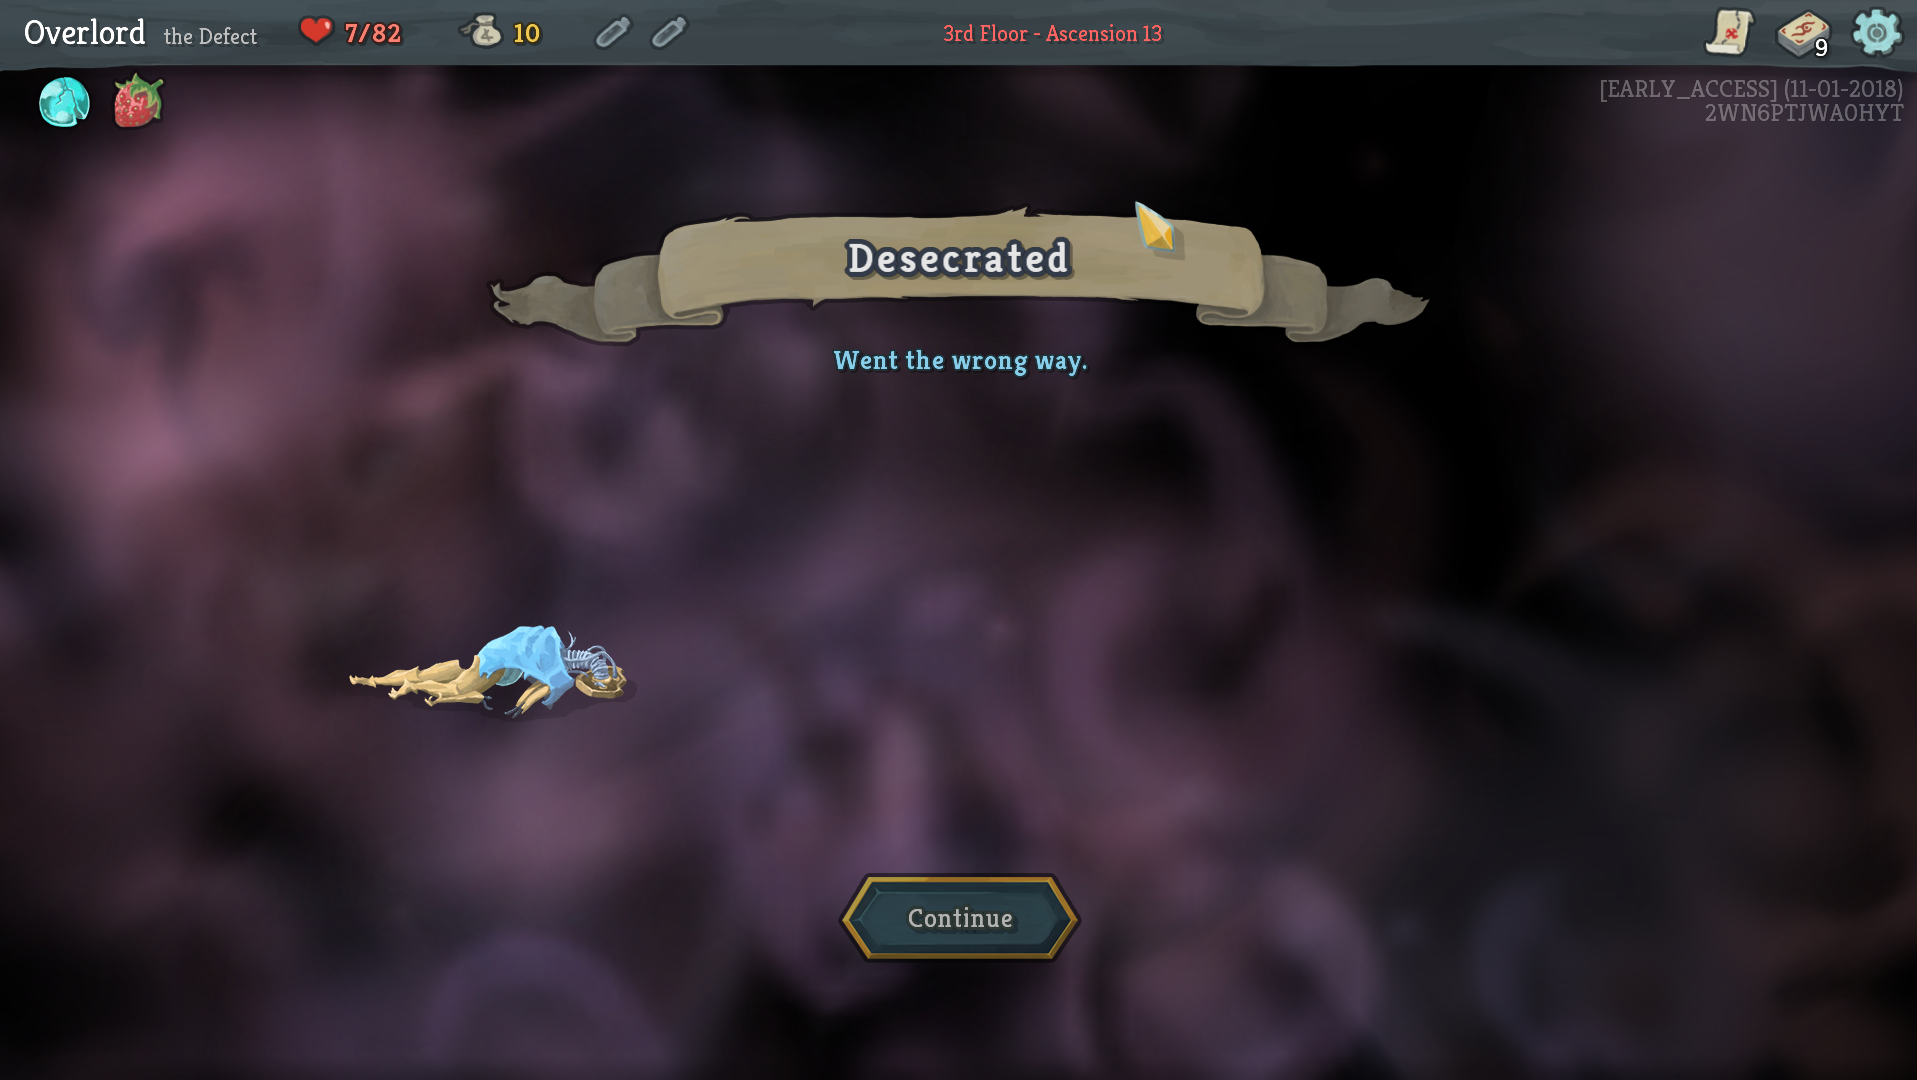 Overlord the Defect 7/82 10 3rd Floor - Ascension 13 9
[EARLY_ACCESS] (11-01-2018)
2WN6PTJWAOHYT
Desecrated
Went the wrong way.
Continue